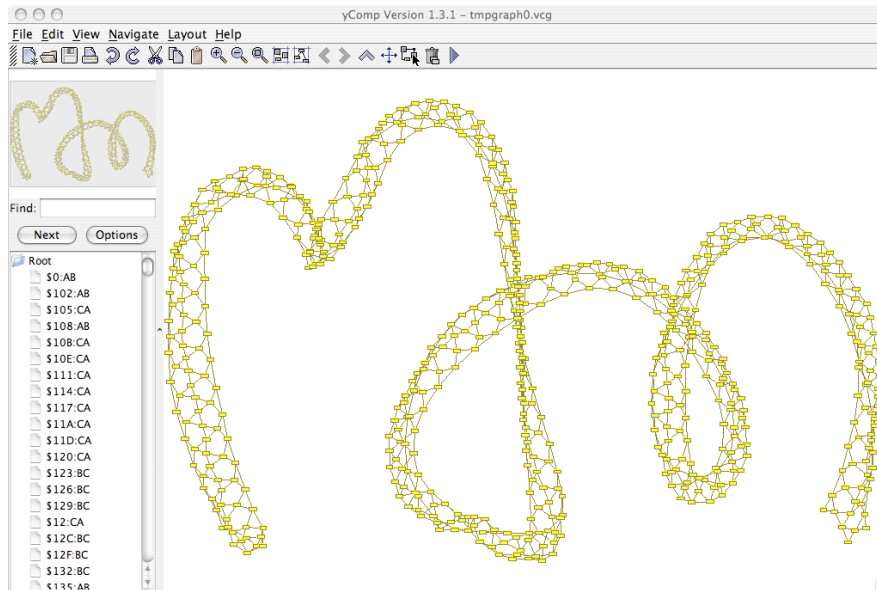 yComp Version 1.3.1 – tmpgraph0.vcg
File Edit View Navigate Layout Help
Find:
Next Options
Root
$0:AB
$102:AB
$105:CA
$108:AB
$10B:CA
$10E:CA
$111:CA
$114:CA
$117:CA
$11A:CA
$11D:CA
$120:CA
$123:BC
$126:BC
$129:BC
$12:CA
$12C:BC
$12F:BC
$132:BC
$135:AB